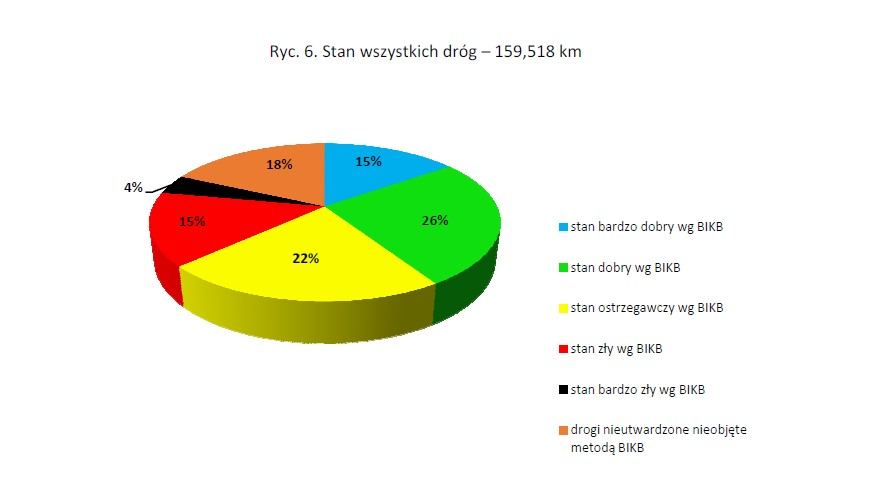 Ryc. 6. Stan wszystkich dróg – 159,518 km
18%
15%
4%
15%
26%
22%
stan bardzo dobry wg BIKB
stan dobry wg BIKB
stan ostrzegawczy wg BIKB
stan zły wg BIKB
stan bardzo zły wg BIKB
drogi nieutwardzone nieobjęte
metodą BIKB